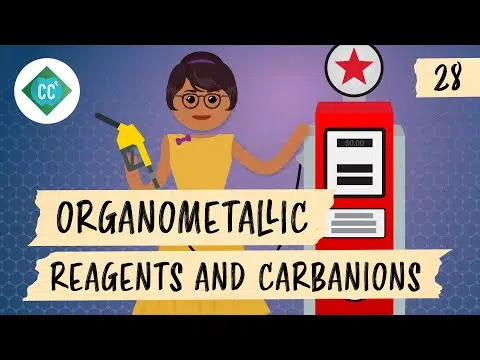 CC
28
$0.00
ORGANOMETALLIC
REAGENTS AND CARBANIONS